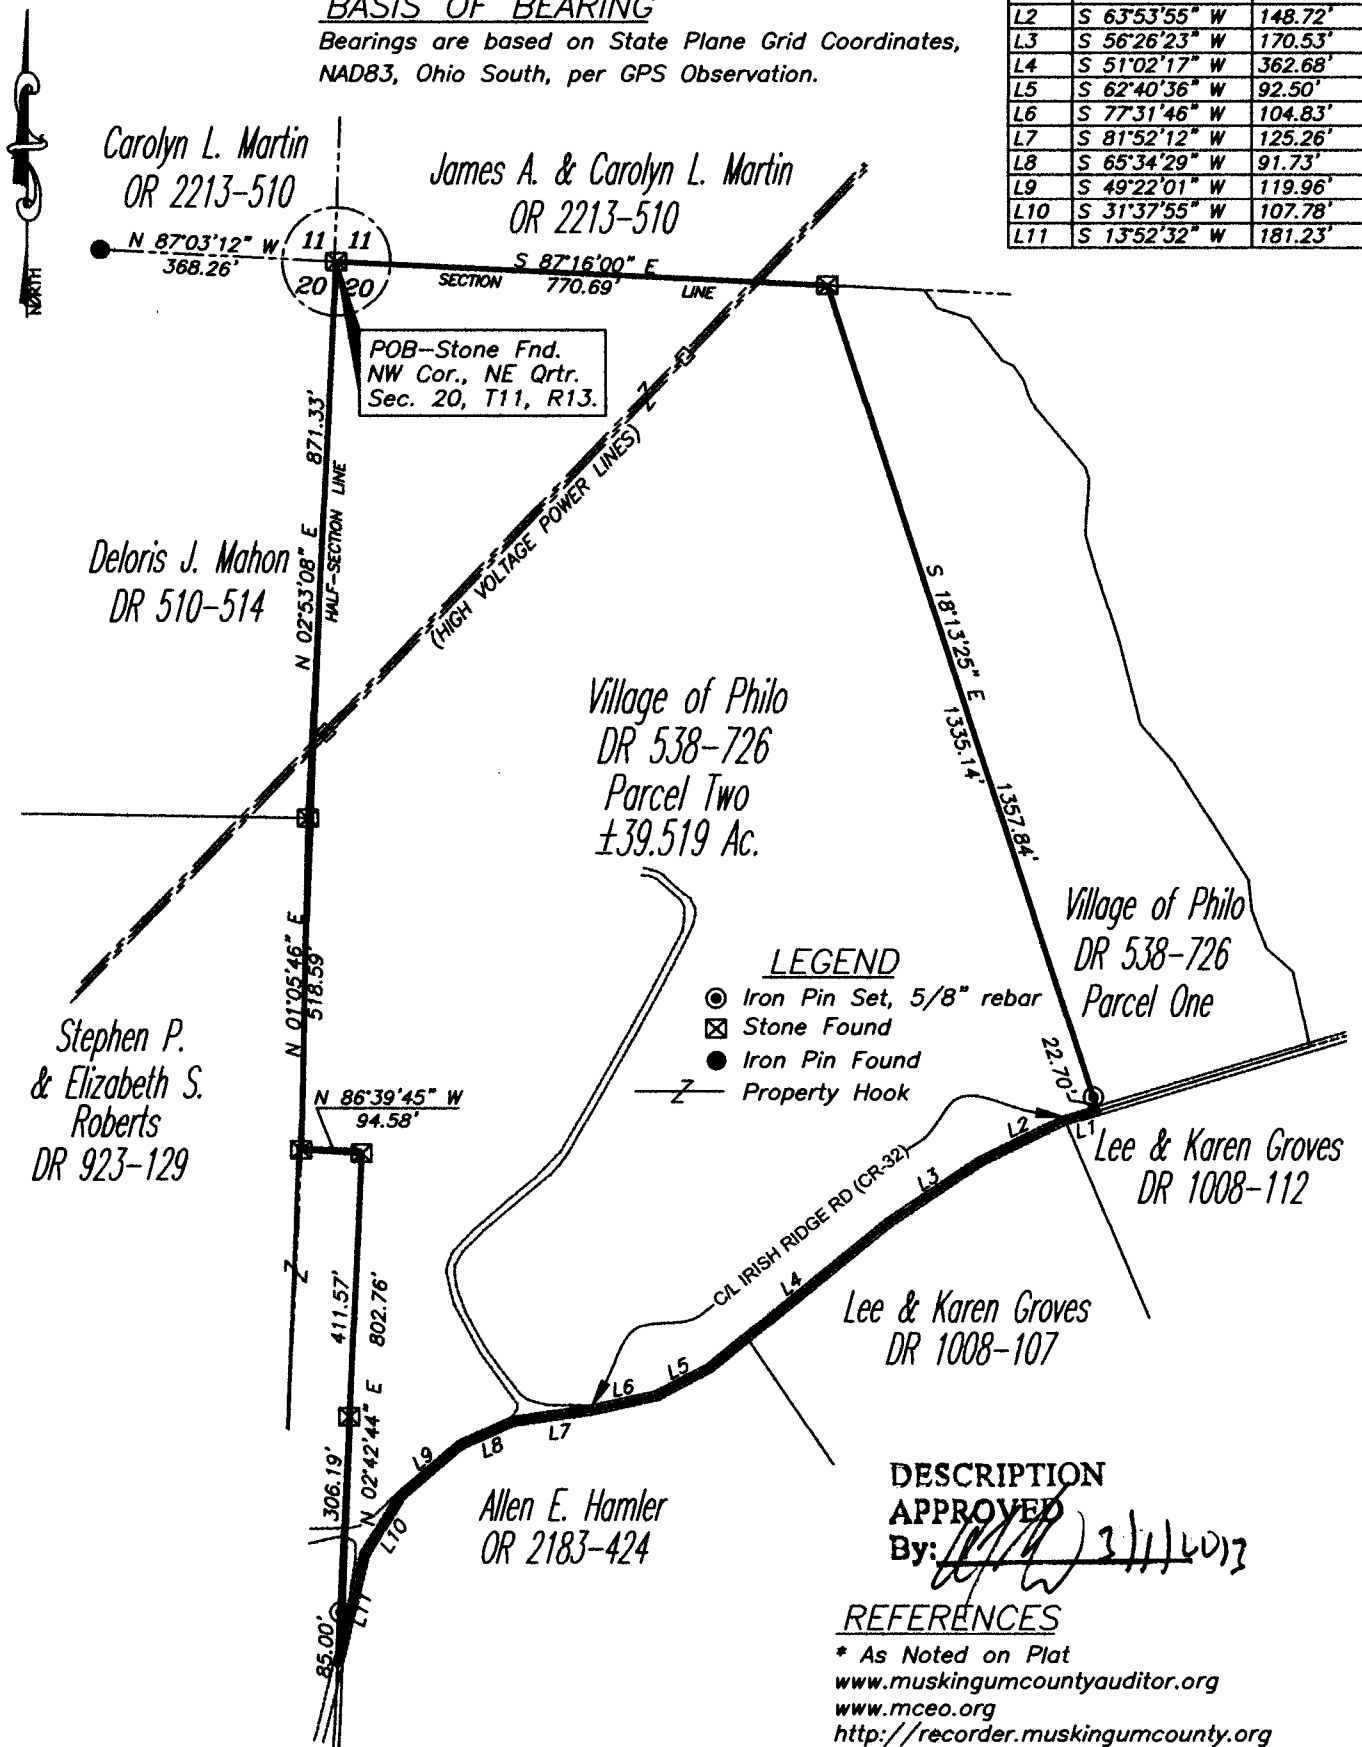 BASIS OF BEARING
Bearings are based on State Plane Grid Coordinates,
NAD83, Ohio South, per GPS Observation.
L2 S 63°53'55" W 148.72'
L3 S 56°26'23" W 170.53'
L4 S 51°02'17" W 362.68'
L5 S 62°40'36" W 92.50'
L6 S 77°31'46" W 104.83'
L7 S 81°52'12" W 125.26'
L8 S 65°34'29" W 91.73'
L9 S 49°22'01" W 119.96'
L10 S 31°37'55" W 107.78'
L11 S 13°52'32" W 181.23'
NORTH
Carolyn L. Martin
OR 2213-510
James A. & Carolyn L. Martin
OR 2213-510
N 87°03'12" W
368.26'
11 11
20 20
S 87°16'00" E
SECTION 770.69' LINE
POB-Stone Fnd.
NW Cor., NE Qrtr.
Sec. 20, T11, R13.
N 02°53'08" E 871.33'
HALF-SECTION LINE
Z
(HIGH VOLTAGE POWER LINES)
Deloris J. Mahon
DR 510-514
S 18°13'25" E
1335.14'
1357.84'
Village of Philo
DR 538-726
Parcel Two
±39.519 Ac.
Village of Philo
DR 538-726
Parcel One
N 01°05'46" E
518.59'
LEGEND
Iron Pin Set, 5/8" rebar
Stone Found
Iron Pin Found
Z Property Hook
Stephen P.
& Elizabeth S.
Roberts
DR 923-129
N 86°39'45" W
94.58'
22.70'
L1
L2
L3
L4
L5
L6
L7
L8
L9
L10
L11
C/L IRISH RIDGE RD (CR-32)
Lee & Karen Groves
DR 1008-112
Lee & Karen Groves
DR 1008-107
Z
411.57'
802.76'
N 02°42'44" E
306.19'
85.00'
Allen E. Hamler
OR 2183-424
DESCRIPTION
APPROVED
By: 3/1/2013
REFERENCES
* As Noted on Plat
www.muskingumcountyauditor.org
www.mceo.org
http://recorder.muskingumcounty.org